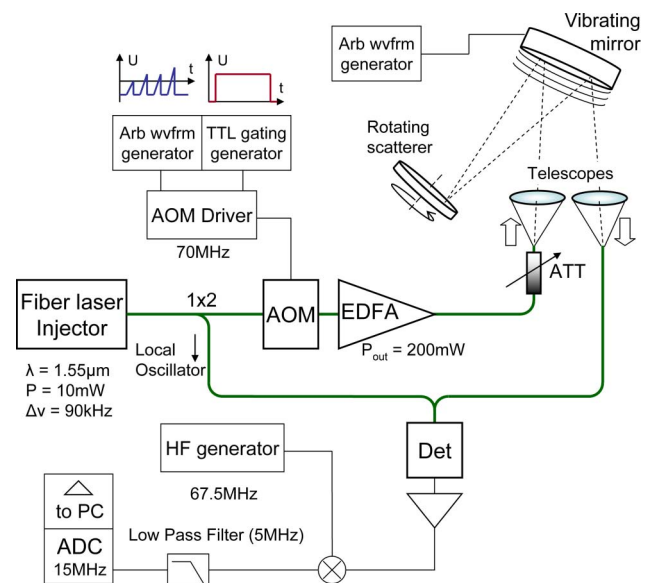 Arb wvfrm
generator
Vibrating
mirror
U
t
U
t
Rotating
scatterer
Arb wvfrm
generator
TTL gating
generator
Telescopes
AOM Driver
70MHz
ATT
Fiber laser
Injector
1x2
AOM
EDFA
Pout = 200mW
Local
Oscillator
λ = 1.55µm
P = 10mW
Δν = 90kHz
HF generator
Det
67.5MHz
to PC
Low Pass Filter (5MHz)
ADC
15MHz